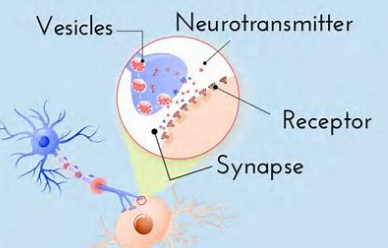 Neurotransmitter
Vesicles
Receptor
Synapse